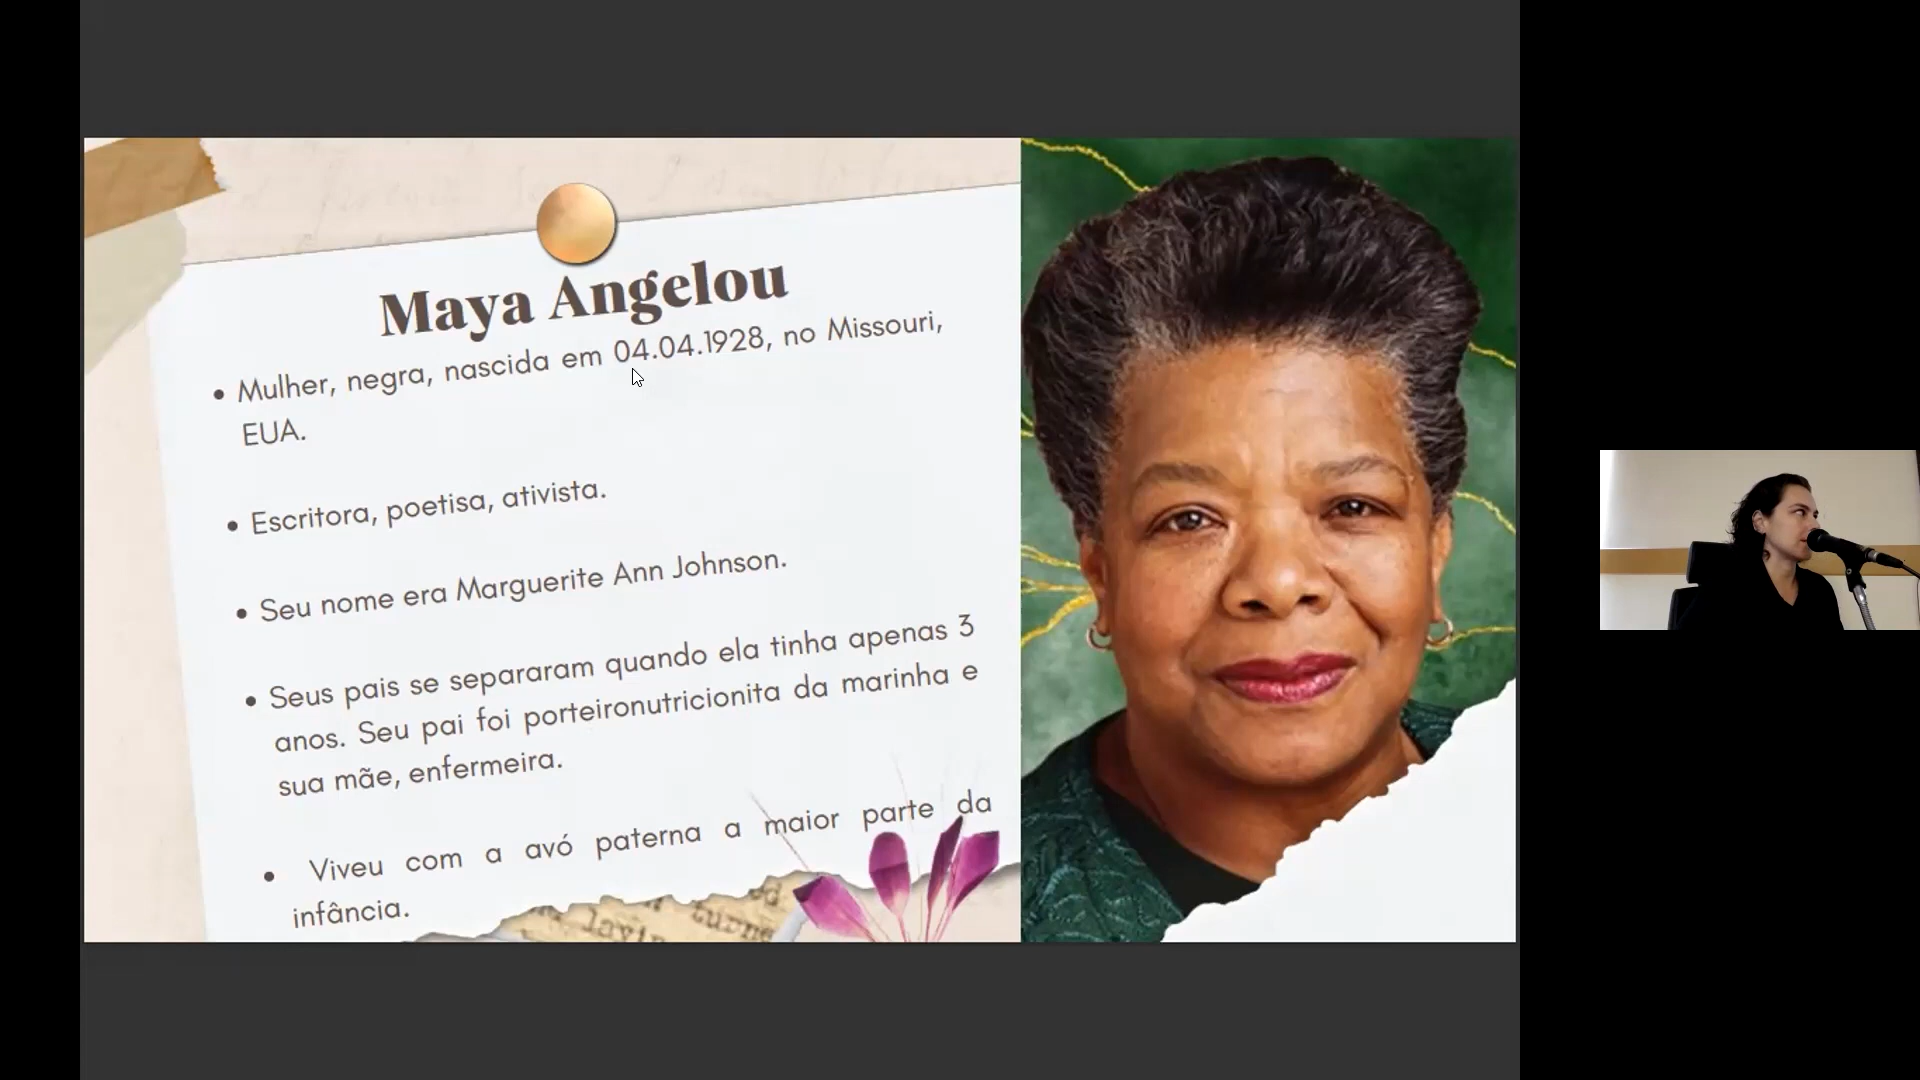 Maya Angelou
• Mulher, negra, nascida em 04.04.1928, no Missouri,
EUA.
• Escritora, poetisa, ativista.
• Seu nome era Marguerite Ann Johnson.
• Seus pais se separaram quando ela tinha apenas 3
anos. Seu pai foi porteironutricionita da marinha e
sua mãe, enfermeira.
• Viveu com a avó paterna a maior parte da
infância.
turne